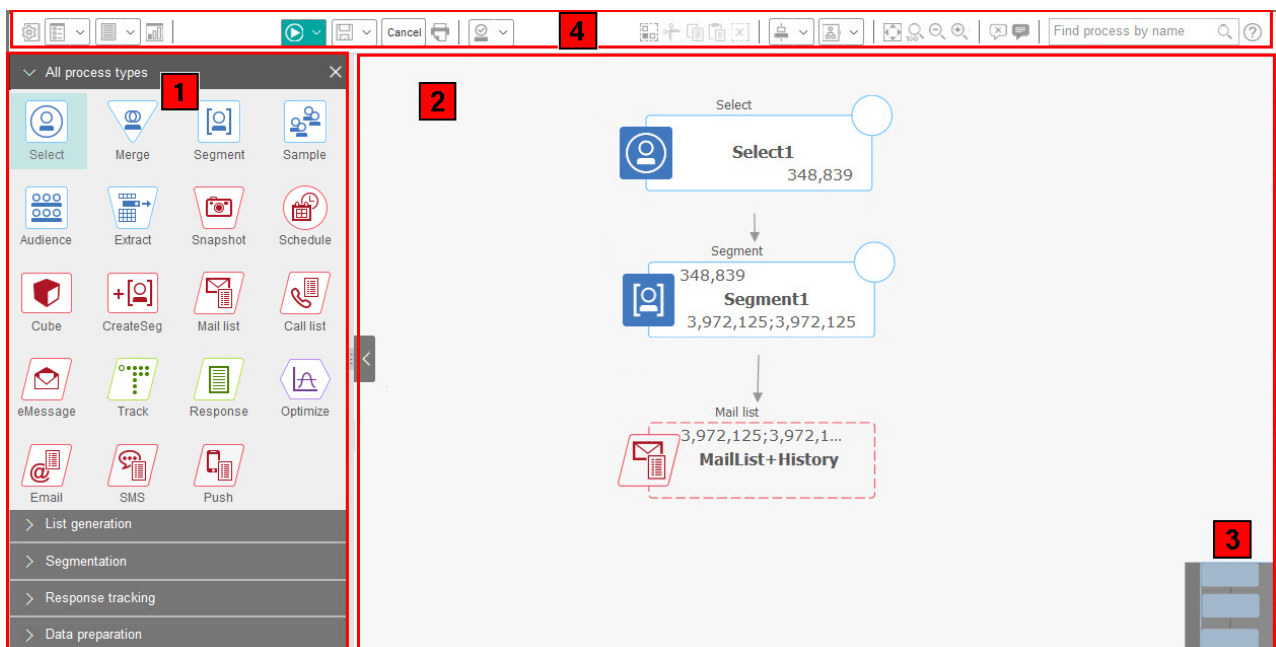 Cancel
4
100
Find process by name
?
All process types
1
Select
Merge
Segment
Sample
Audience
Extract
Snapshot
Schedule
Cube
CreateSeg
Mail list
Call list
eMessage
Track
Response
Optimize
@
Email
SMS
Push
List generation
Segmentation
Response tracking
Data preparation
2
Select
Select1
348,839
Segment
348,839
Segment1
3,972,125;3,972,125
Mail list
3,972,125;3,972,1...
MailList+History
3